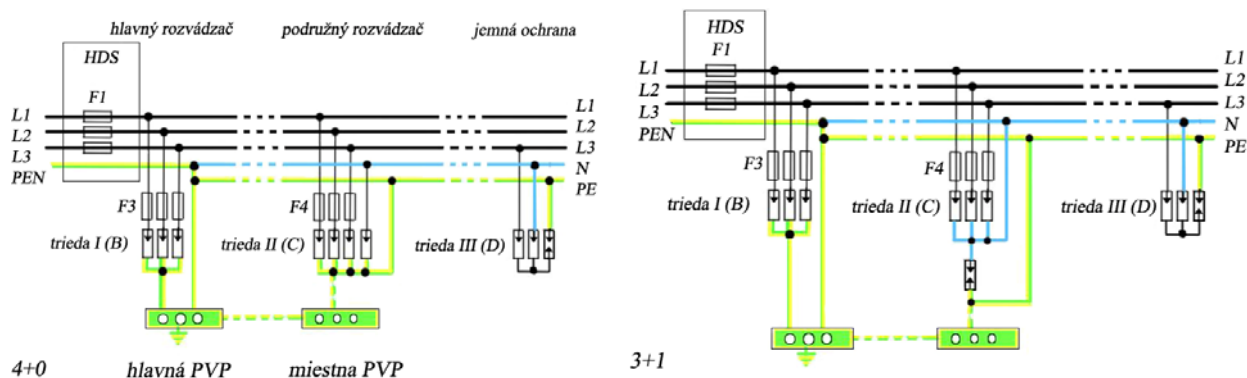 hlavný rozvádzač podružný rozvádzač jemná ochrana
HDS
F1
L1
L2
L3
PEN
L1
L2
L3
N
PE
F3
F4
trieda I (B) trieda II (C) trieda III (D)
4+0 hlavná PVP miestna PVP
HDS
F1
L1
L2
L3
PEN
L1
L2
L3
N
PE
F3
F4
trieda I (B) trieda II (C) trieda III (D)
3+1